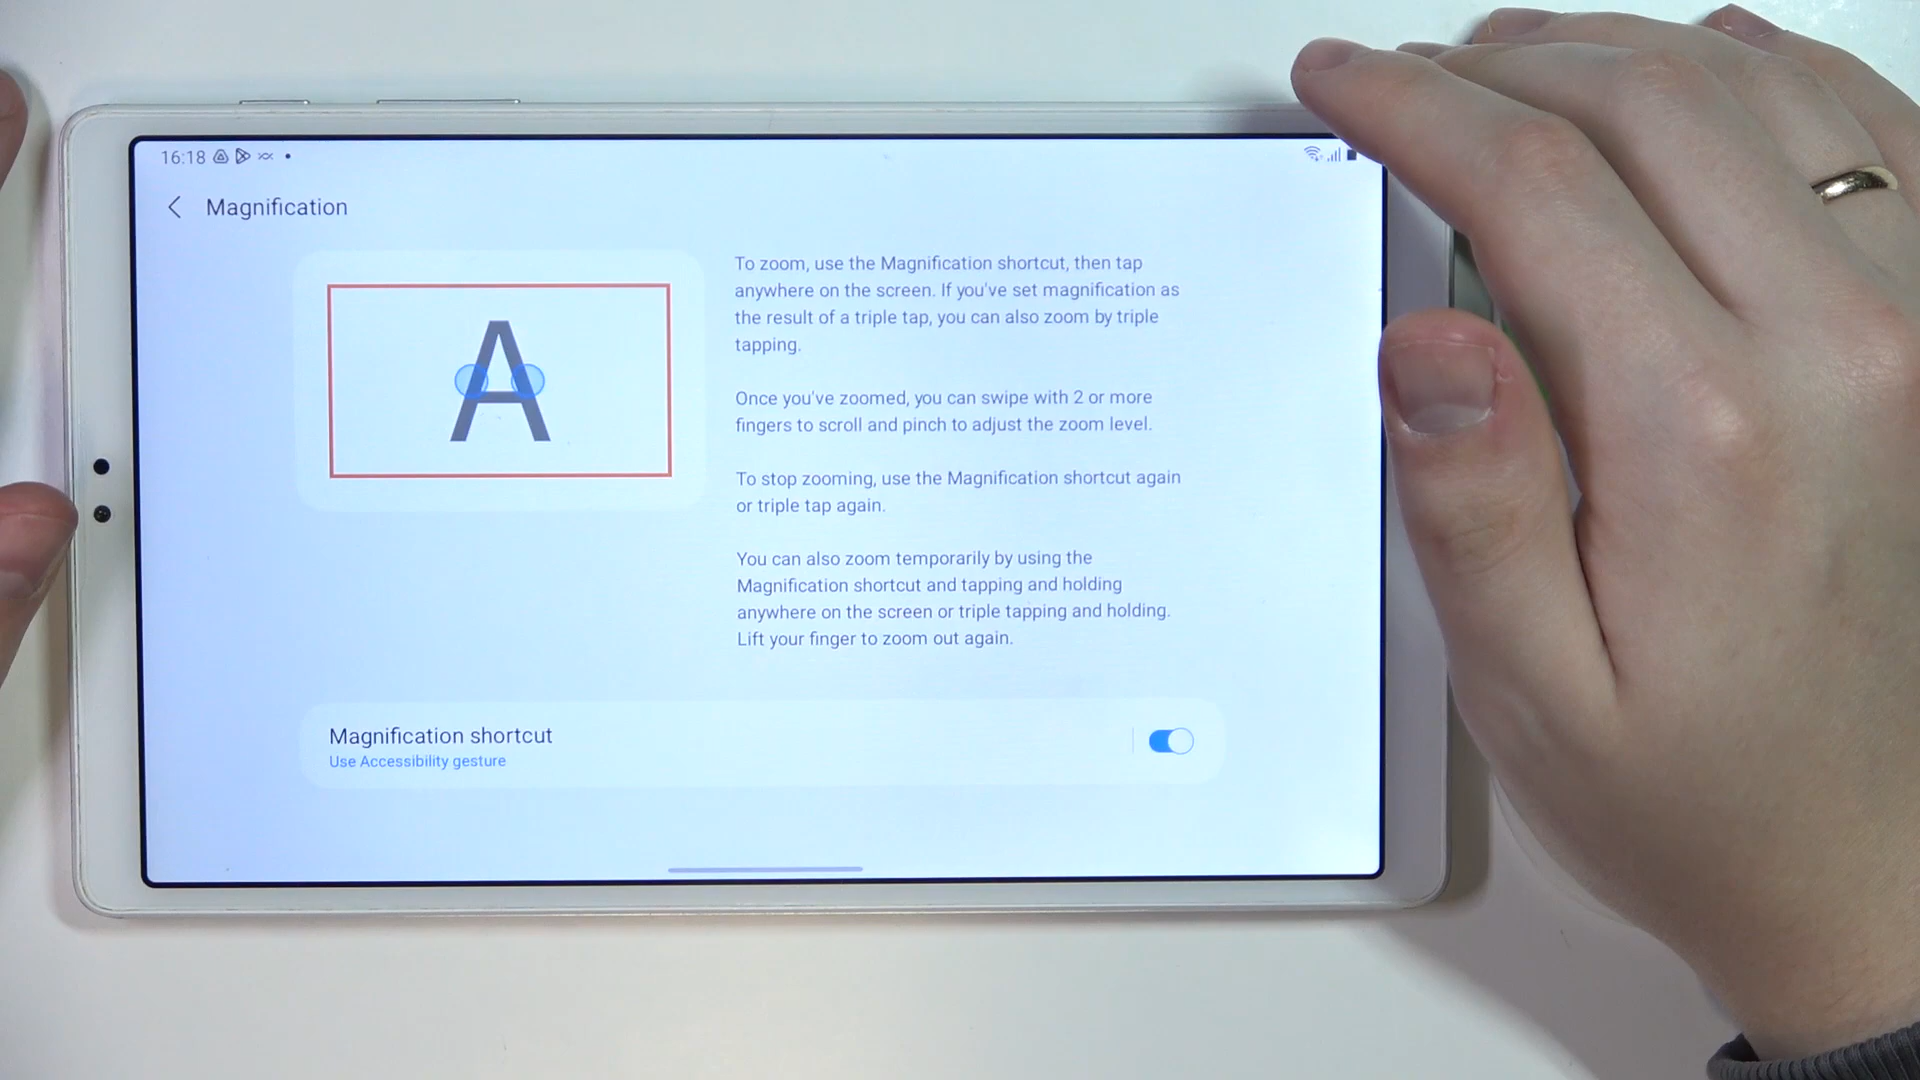 16:18
Magnification
A
To zoom, use the Magnification shortcut, then tap
anywhere on the screen. If you've set magnification as
the result of a triple tap, you can also zoom by triple
tapping.
Once you've zoomed, you can swipe with 2 or more
fingers to scroll and pinch to adjust the zoom level.
To stop zooming, use the Magnification shortcut again
or triple tap again.
You can also zoom temporarily by using the
Magnification shortcut and tapping and holding
anywhere on the screen or triple tapping and holding.
Lift your finger to zoom out again.
Magnification shortcut
Use Accessibility gesture